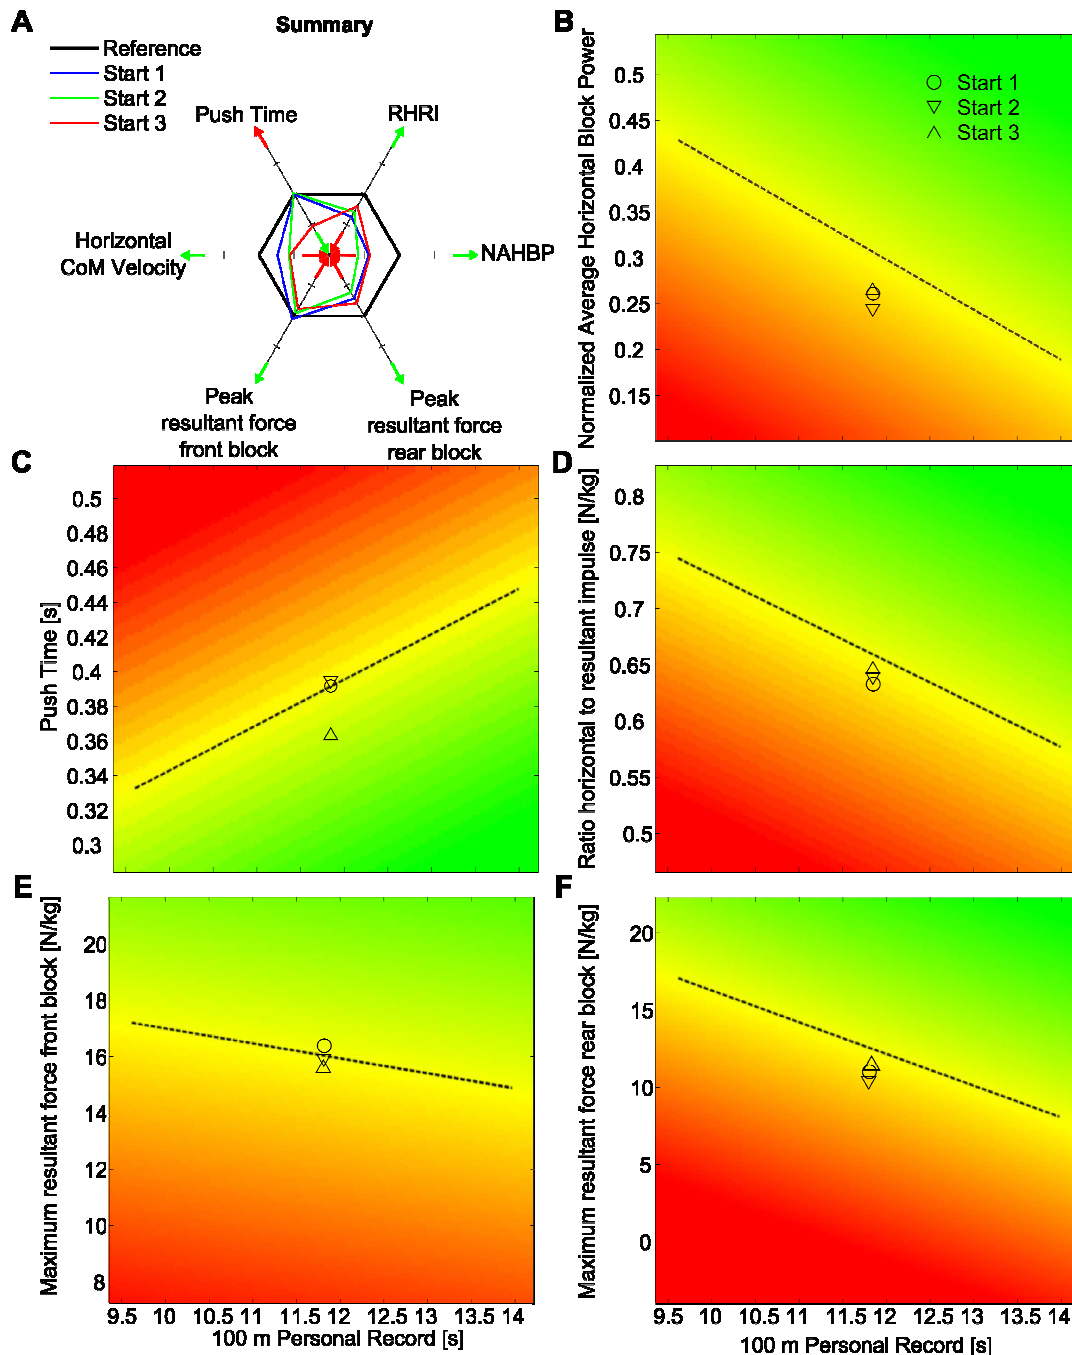 A
Summary
Reference
Start 1
Start 2
Start 3
Push Time
RHRI
Horizontal
CoM Velocity
NAHBP
Peak
resultant force
front block
Peak
resultant force
rear block
B
Normalized Average Horizontal Block Power
0.5
0.45
0.4
0.35
0.3
0.25
0.2
0.15
Start 1
Start 2
Start 3
C
Push Time [s]
0.5
0.48
0.46
0.44
0.42
0.4
0.38
0.36
0.34
0.32
0.3
D
Ratio horizontal to resultant impulse [N/kg]
0.8
0.75
0.7
0.65
0.6
0.55
0.5
E
Maximum resultant force front block [N/kg]
20
18
16
14
12
10
8
9.5 10 10.5 11 11.5 12 12.5 13 13.5 14
100 m Personal Record [s]
F
Maximum resultant force rear block [N/kg]
20
15
10
5
0
9.5 10 10.5 11 11.5 12 12.5 13 13.5 14
100 m Personal Record [s]